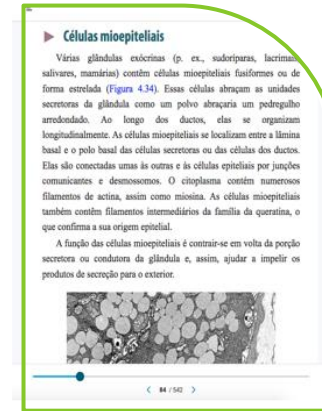 Células mioepiteliais
Várias glândulas exócrinas (p. ex., sudoríparas, lacrimais
salivares, mamárias) contêm células mioepiteliais fusiformes ou de
forma estrelada (Figura 4.34). Essas células abraçam as unidades
secretoras da glândula como um polvo abraçaria um pedregulho
arredondado. Ao longo dos ductos, elas se organizam
longitudinalmente. As células mioepiteliais se localizam entre a lâmina
basal e o polo basal das células secretoras ou das células dos ductos.
Elas são conectadas umas às outras e às células epiteliais por junções
comunicantes e desmossomos. O citoplasma contém numerosos
filamentos de actina, assim como miosina. As células mioepiteliais
também contêm filamentos intermediários da família da queratina, o
que confirma a sua origem epitelial.
A função das células mioepiteliais é contrair-se em volta da porção
secretora ou condutora da glândula e, assim, ajudar a impelir os
produtos de secreção para o exterior.
84 / 542